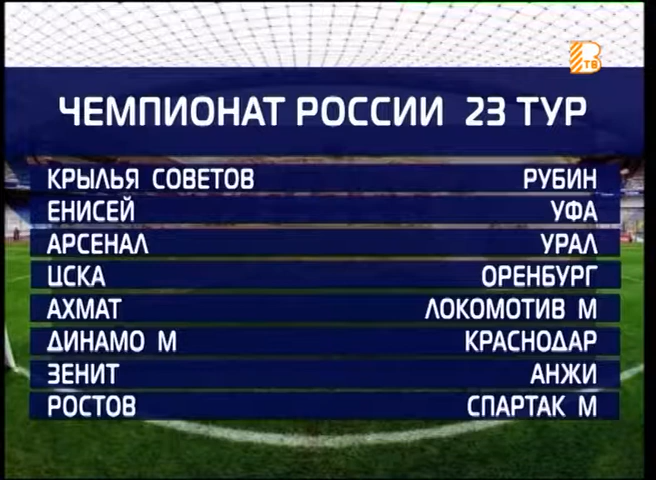 В
ТВ
ЧЕМПИОНАТ РОССИИ 23 ТУР
КРЫЛЬЯ СОВЕТОВ РУБИН
ЕНИСЕЙ УФА
АРСЕНАЛ УРАЛ
ЦСКА ОРЕНБУРГ
АХМАТ ЛОКОМОТИВ М
ДИНАМО М КРАСНОДАР
ЗЕНИТ АНЖИ
РОСТОВ СПАРТАК М